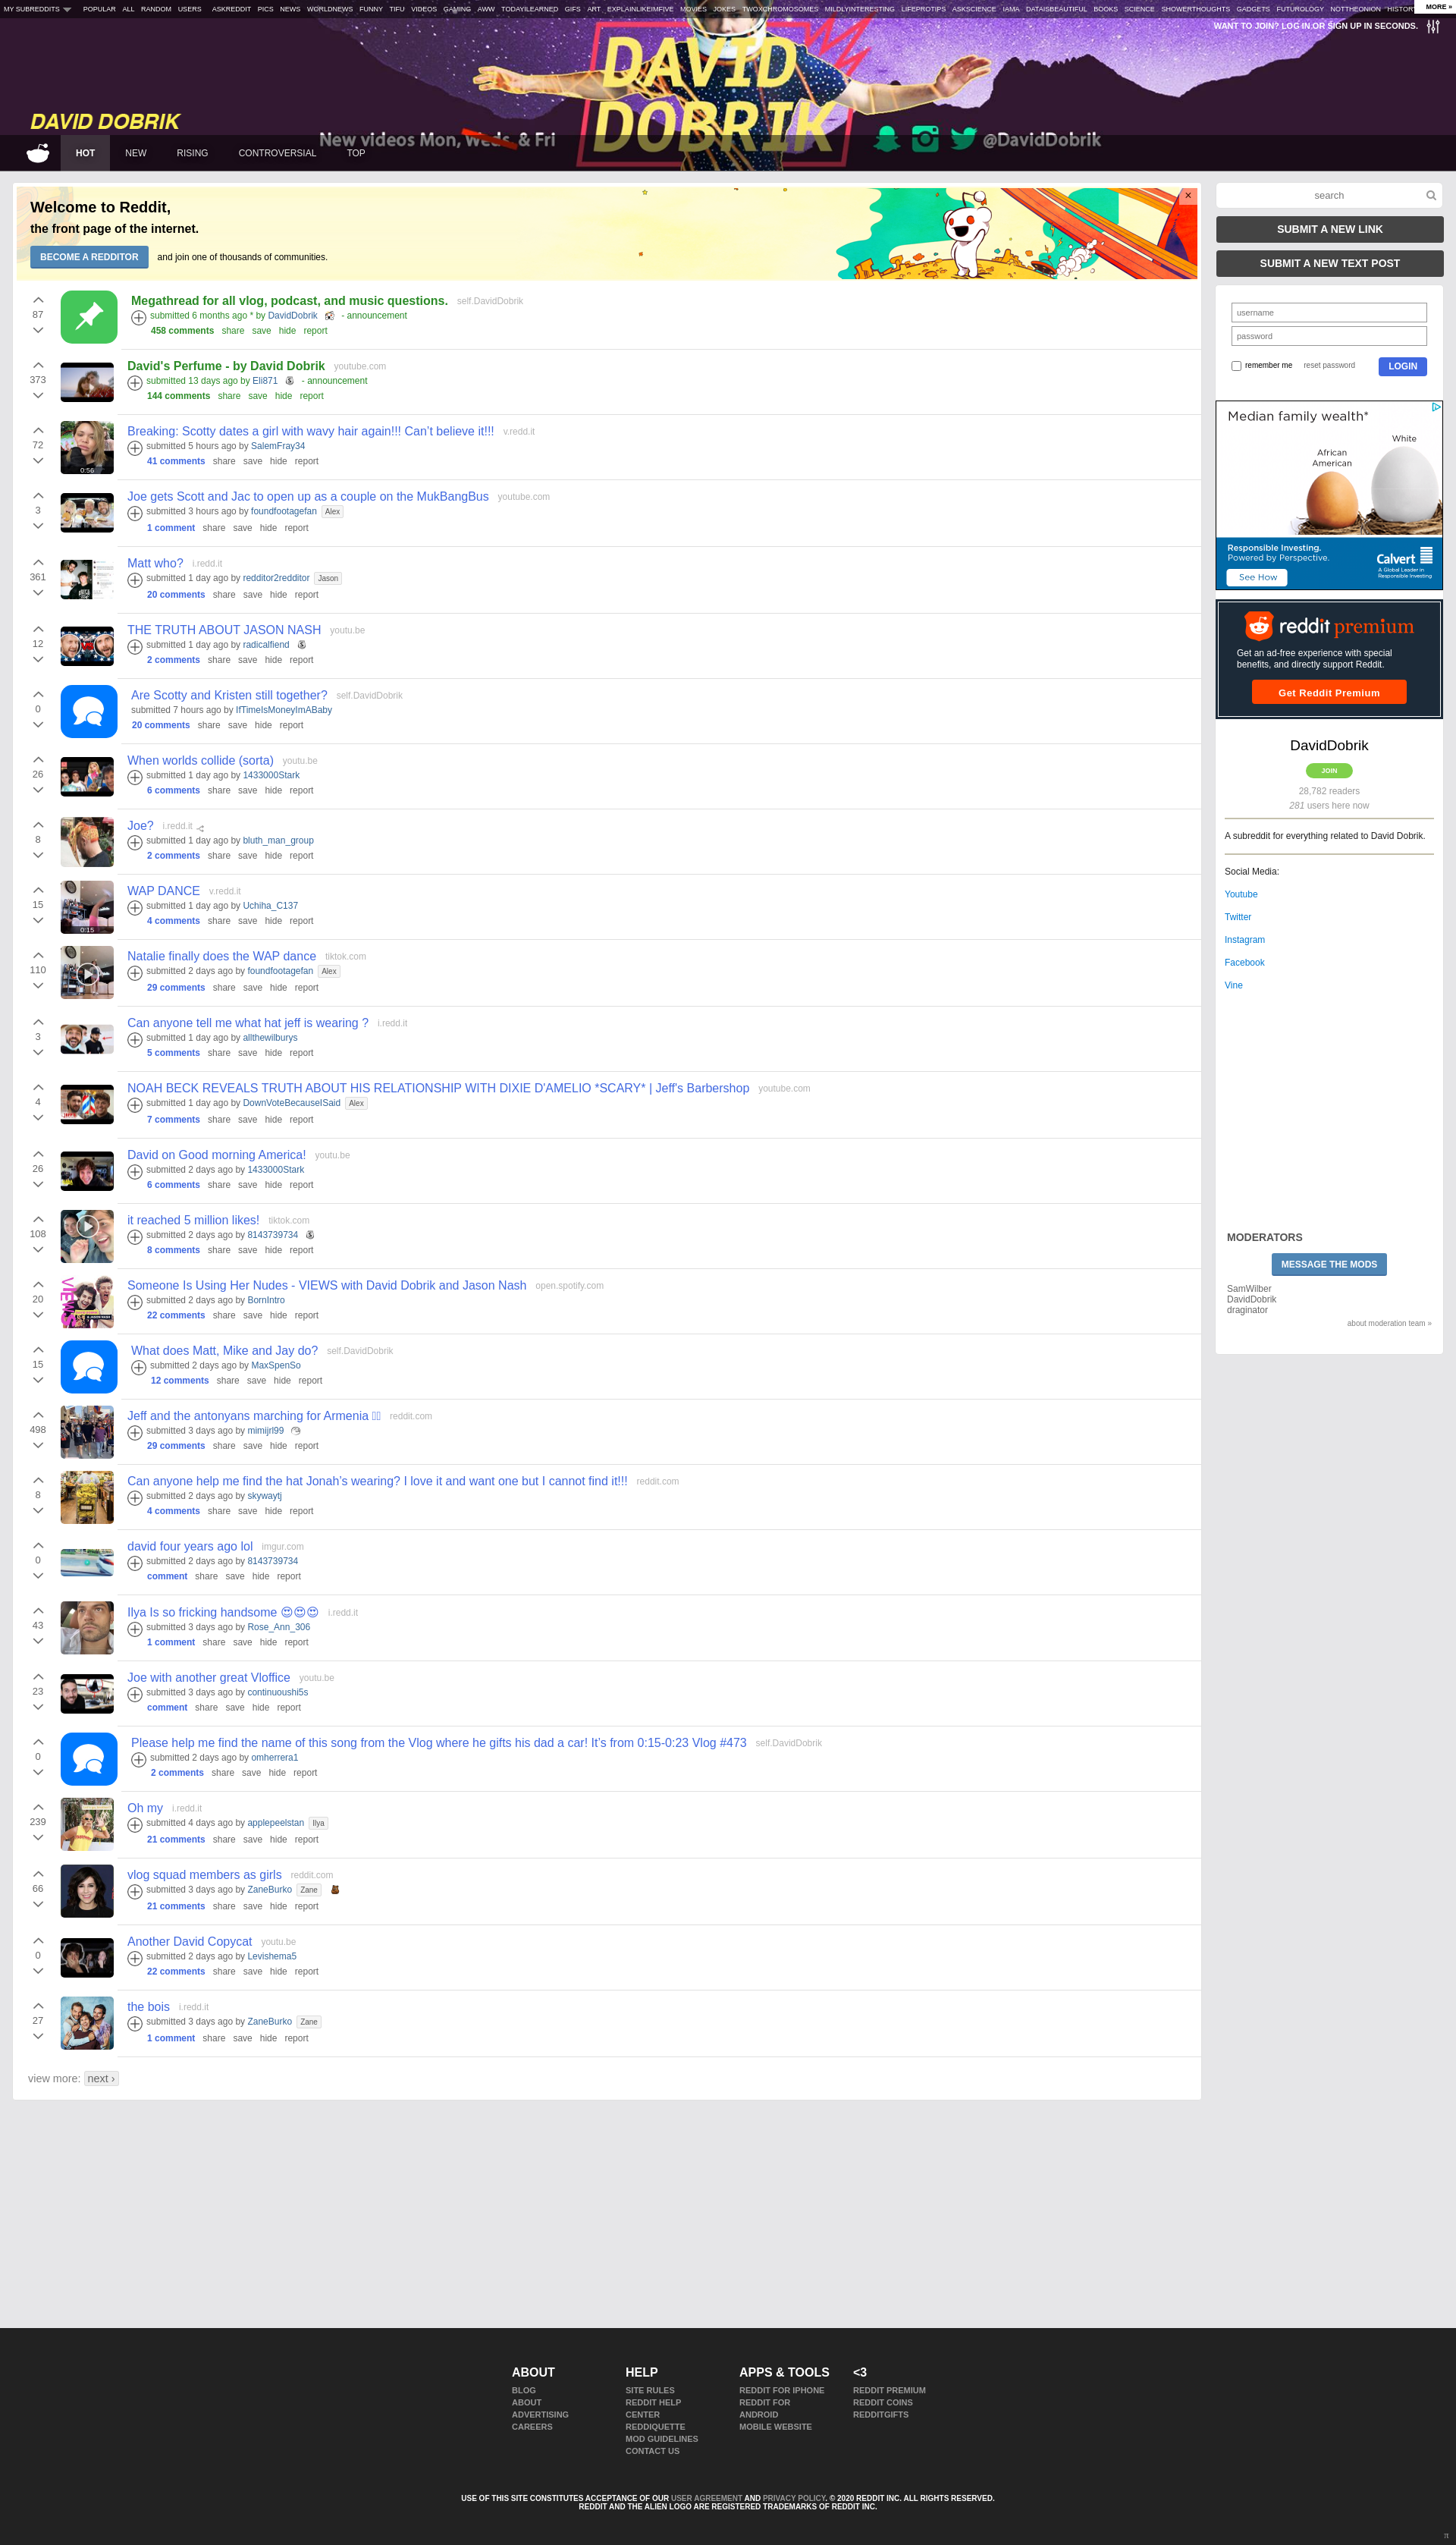 MY SUBREDDITS POPULAR ALL RANDOM USERS ASKREDDIT PICS NEWS WORLDNEWS FUNNY TIFU VIDEOS GAMING AWW TODAYILEARNED GIFS ART EXPLAINLIKEIMFIVE MOVIES JOKES TWOXCHROMOSOMES MILDLYINTERESTING LIFEPROTIPS ASKSCIENCE IAMA DATAISBEAUTIFUL BOOKS SCIENCE SHOWERTHOUGHTS GADGETS FUTUROLOGY NOTTHEONION HISTOR MORE »
WANT TO JOIN? LOG IN.OR SIGN UP IN SECONDS.
DAVID DOBRIK
DAVID DOBRIK
New videos Mon, Weds, & Fri
@DavidDobrik
HOT NEW RISING CONTROVERSIAL TOP
Welcome to Reddit,
the front page of the internet.
BECOME A REDDITOR and join one of thousands of communities.
×
87
Megathread for all vlog, podcast, and music questions. self.DavidDobrik
submitted 6 months ago * by DavidDobrik - announcement
458 comments share save hide report
373
David's Perfume - by David Dobrik youtube.com
submitted 13 days ago by Eli871 - announcement
144 comments share save hide report
72
0:56
Breaking: Scotty dates a girl with wavy hair again!!! Can’t believe it!!! v.redd.it
submitted 5 hours ago by SalemFray34
41 comments share save hide report
3
Joe gets Scott and Jac to open up as a couple on the MukBangBus youtube.com
submitted 3 hours ago by foundfootagefan Alex
1 comment share save hide report
361
Matt who? i.redd.it
submitted 1 day ago by redditor2redditor Jason
20 comments share save hide report
12
THE TRUTH ABOUT JASON NASH youtu.be
submitted 1 day ago by radicalfiend
2 comments share save hide report
0
Are Scotty and Kristen still together? self.DavidDobrik
submitted 7 hours ago by IfTimeIsMoneyImABaby
20 comments share save hide report
26
When worlds collide (sorta) youtu.be
submitted 1 day ago by 1433000Stark
6 comments share save hide report
8
Joe? i.redd.it
submitted 1 day ago by bluth_man_group
2 comments share save hide report
15
0:15
WAP DANCE v.redd.it
submitted 1 day ago by Uchiha_C137
4 comments share save hide report
110
Natalie finally does the WAP dance tiktok.com
submitted 2 days ago by foundfootagefan Alex
29 comments share save hide report
3
Can anyone tell me what hat jeff is wearing ? i.redd.it
submitted 1 day ago by allthewilburys
5 comments share save hide report
4
NOAH BECK REVEALS TRUTH ABOUT HIS RELATIONSHIP WITH DIXIE D'AMELIO *SCARY* | Jeff's Barbershop youtube.com
submitted 1 day ago by DownVoteBecauseISaid Alex
7 comments share save hide report
26
David on Good morning America! youtu.be
submitted 2 days ago by 1433000Stark
6 comments share save hide report
108
it reached 5 million likes! tiktok.com
submitted 2 days ago by 8143739734
8 comments share save hide report
20
VIEWS
Someone Is Using Her Nudes - VIEWS with David Dobrik and Jason Nash open.spotify.com
submitted 2 days ago by BornIntro
22 comments share save hide report
15
What does Matt, Mike and Jay do? self.DavidDobrik
submitted 2 days ago by MaxSpenSo
12 comments share save hide report
498
Jeff and the antonyans marching for Armenia reddit.com
submitted 3 days ago by mimijrl99
29 comments share save hide report
8
Can anyone help me find the hat Jonah’s wearing? I love it and want one but I cannot find it!!! reddit.com
submitted 2 days ago by skywaytj
4 comments share save hide report
0
david four years ago lol imgur.com
submitted 2 days ago by 8143739734
comment share save hide report
43
Ilya Is so fricking handsome 😍😍😍 i.redd.it
submitted 3 days ago by Rose_Ann_306
1 comment share save hide report
23
Joe with another great Vloffice youtu.be
submitted 3 days ago by continuoushi5s
comment share save hide report
0
Please help me find the name of this song from the Vlog where he gifts his dad a car! It’s from 0:15-0:23 Vlog #473 self.DavidDobrik
submitted 2 days ago by omherrera1
2 comments share save hide report
239
Oh my i.redd.it
submitted 4 days ago by applepeelstan Ilya
21 comments share save hide report
66
vlog squad members as girls reddit.com
submitted 3 days ago by ZaneBurko Zane
21 comments share save hide report
0
Another David Copycat youtu.be
submitted 2 days ago by Levishema5
22 comments share save hide report
27
the bois i.redd.it
submitted 3 days ago by ZaneBurko Zane
1 comment share save hide report
view more: next ›
search
SUBMIT A NEW LINK
SUBMIT A NEW TEXT POST
username
password
remember me reset password LOGIN
Median family wealth*
White
African American
Responsible Investing.
Powered by Perspective.
See How
Calvert
A Global Leader in
Responsible Investing
reddit premium
Get an ad-free experience with special
benefits, and directly support Reddit.
Get Reddit Premium
DavidDobrik
JOIN
28,782 readers
281 users here now
A subreddit for everything related to David Dobrik.
Social Media:
Youtube
Twitter
Instagram
Facebook
Vine
MODERATORS
MESSAGE THE MODS
SamWilber
DavidDobrik
draginator
about moderation team »
ABOUT
BLOG
ABOUT
ADVERTISING
CAREERS
HELP
SITE RULES
REDDIT HELP
CENTER
REDDIQUETTE
MOD GUIDELINES
CONTACT US
APPS & TOOLS
REDDIT FOR IPHONE
REDDIT FOR
ANDROID
MOBILE WEBSITE
<3
REDDIT PREMIUM
REDDIT COINS
REDDITGIFTS
USE OF THIS SITE CONSTITUTES ACCEPTANCE OF OUR USER AGREEMENT AND PRIVACY POLICY. © 2020 REDDIT INC. ALL RIGHTS RESERVED.
REDDIT AND THE ALIEN LOGO ARE REGISTERED TRADEMARKS OF REDDIT INC.
π